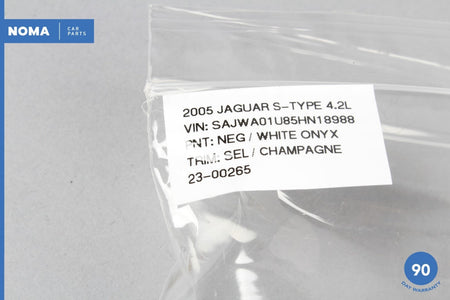 NOMA CAR PARTS
2005 JAGUAR S-TYPE 4.2L
VIN: SAJWA01U85HN18988
PNT: NEG / WHITE ONYX
TRIM: SEL / CHAMPAGNE
23-00265
90
DAY WARRANTY